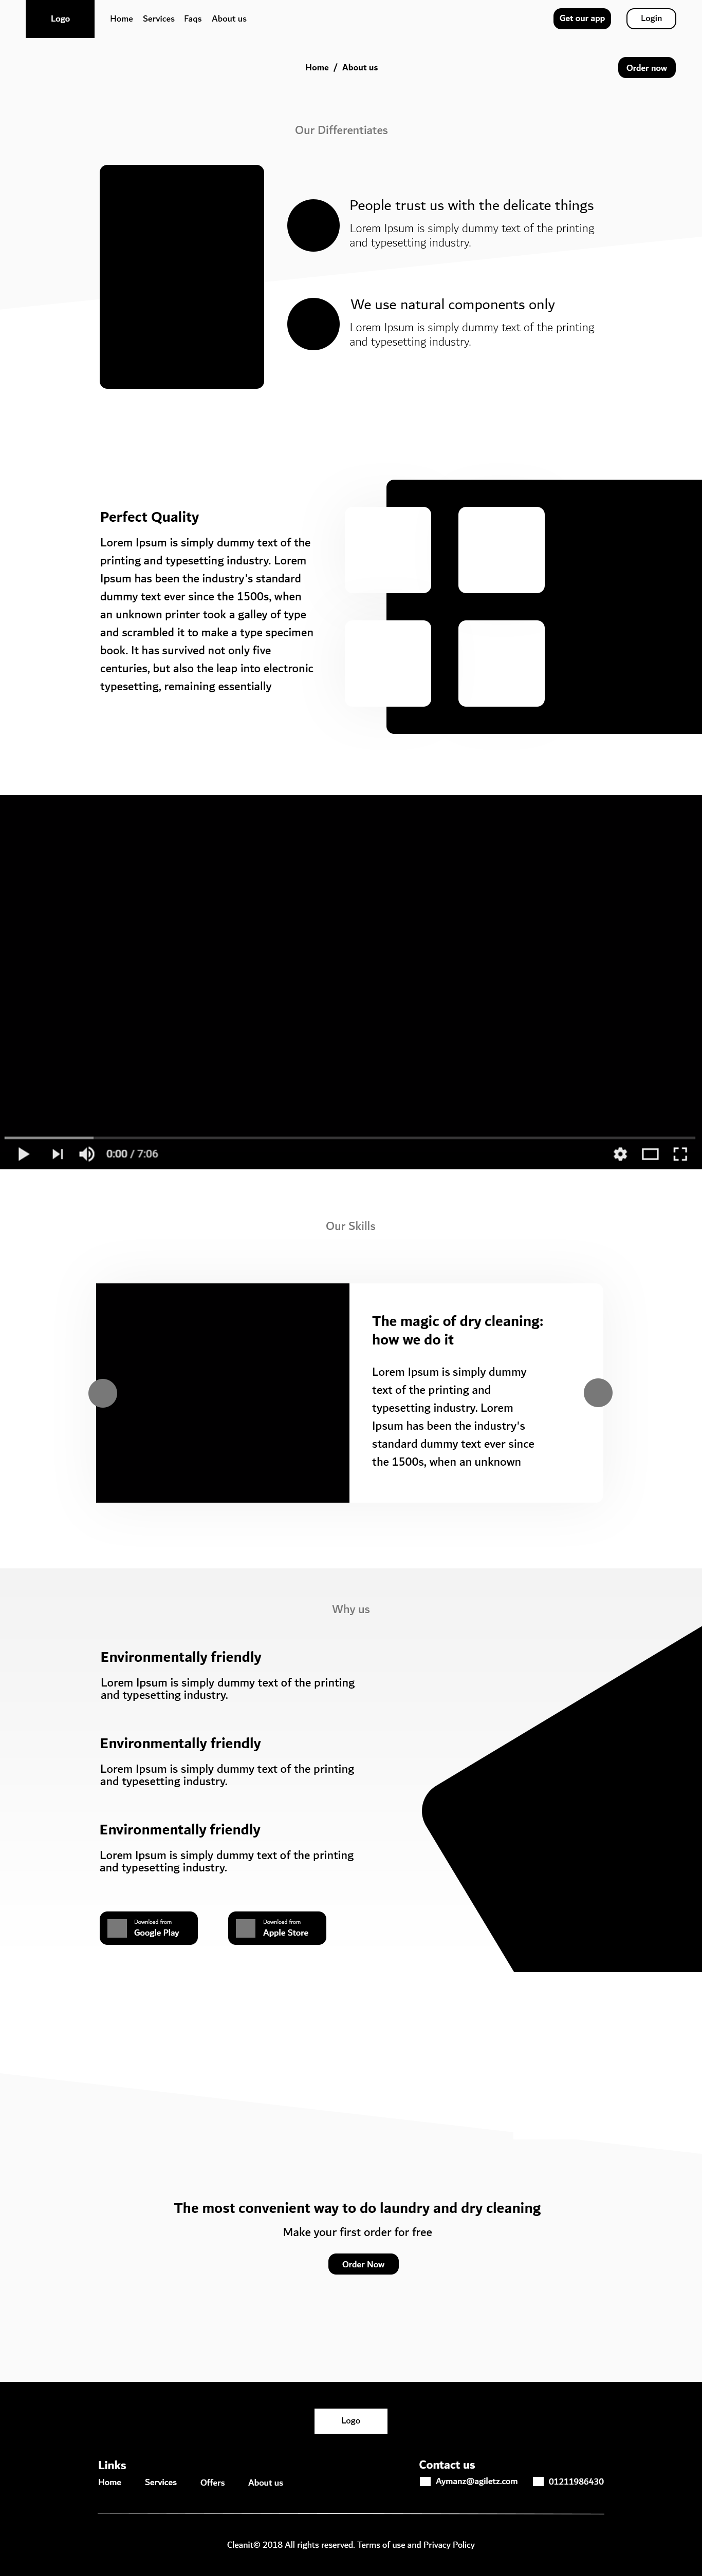 Logo
Home Services Faqs About us
Get our app
Login
Home / About us
Order now
Our Differentiates
People trust us with the delicate things
Lorem Ipsum is simply dummy text of the printing
and typesetting industry.
We use natural components only
Lorem Ipsum is simply dummy text of the printing
and typesetting industry.
Perfect Quality
Lorem Ipsum is simply dummy text of the
printing and typesetting industry. Lorem
Ipsum has been the industry's standard
dummy text ever since the 1500s, when
an unknown printer took a galley of type
and scrambled it to make a type specimen
book. It has survived not only five
centuries, but also the leap into electronic
typesetting, remaining essentially
0:00 / 7:06
Our Skills
The magic of dry cleaning:
how we do it
Lorem Ipsum is simply dummy
text of the printing and
typesetting industry. Lorem
Ipsum has been the industry's
standard dummy text ever since
the 1500s, when an unknown
Why us
Environmentally friendly
Lorem Ipsum is simply dummy text of the printing
and typesetting industry.
Environmentally friendly
Lorem Ipsum is simply dummy text of the printing
and typesetting industry.
Environmentally friendly
Lorem Ipsum is simply dummy text of the printing
and typesetting industry.
Download from
Google Play
Download from
Apple Store
The most convenient way to do laundry and dry cleaning
Make your first order for free
Order Now
Logo
Links
Home Services Offers About us
Contact us
Aymanz@agiletz.com 01211986430
Cleanit© 2018 All rights reserved. Terms of use and Privacy Policy